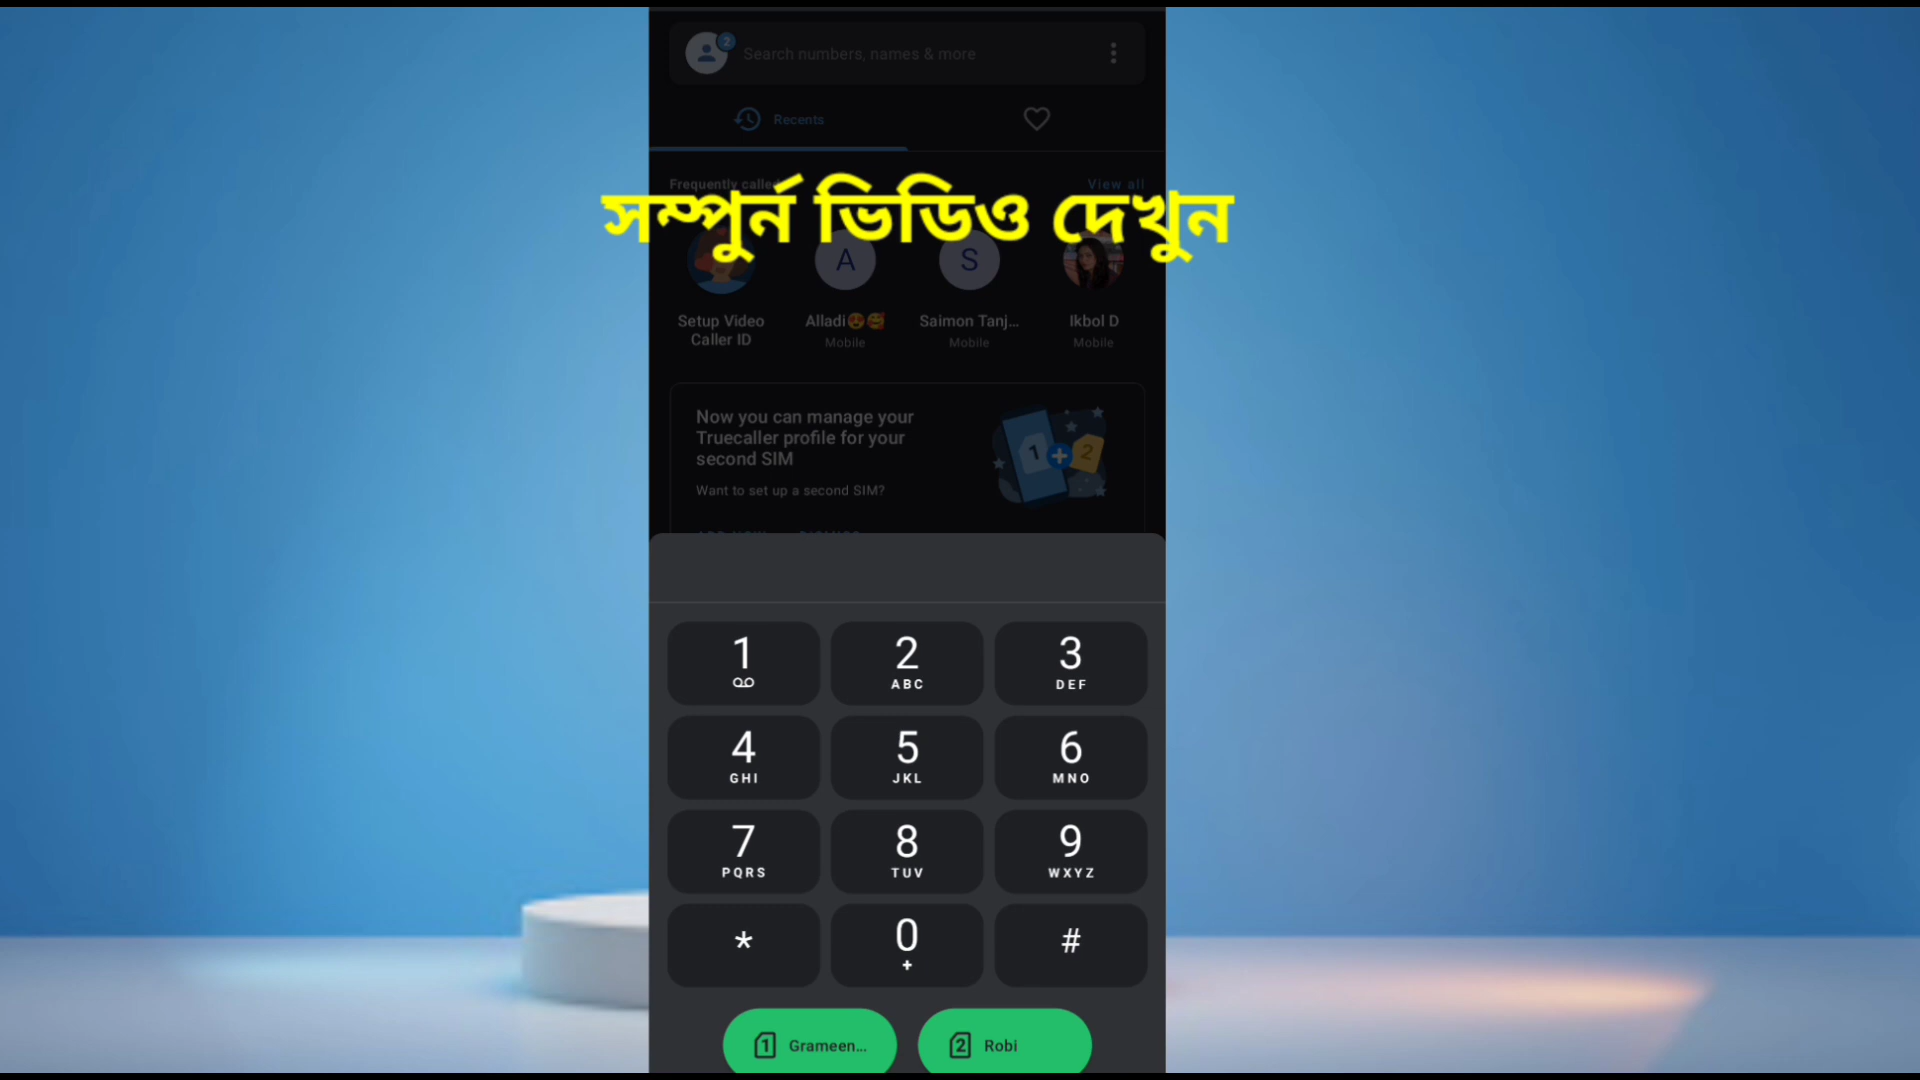 2
Search numbers, names & more
Recents
Frequently called
View all
সম্পুর্ন ভিডিও দেখুন
A
S
Setup Video
Caller ID
Alladi😍🥰
Mobile
Saimon Tanj...
Mobile
Ikbol D
Mobile
Now you can manage your
Truecaller profile for your
second SIM
1 + 2
Want to set up a second SIM?
1
2
ABC
3
DEF
4
GHI
5
JKL
6
MNO
7
PQRS
8
TUV
9
WXYZ
*
0
+
#
1 Grameen...
2 Robi